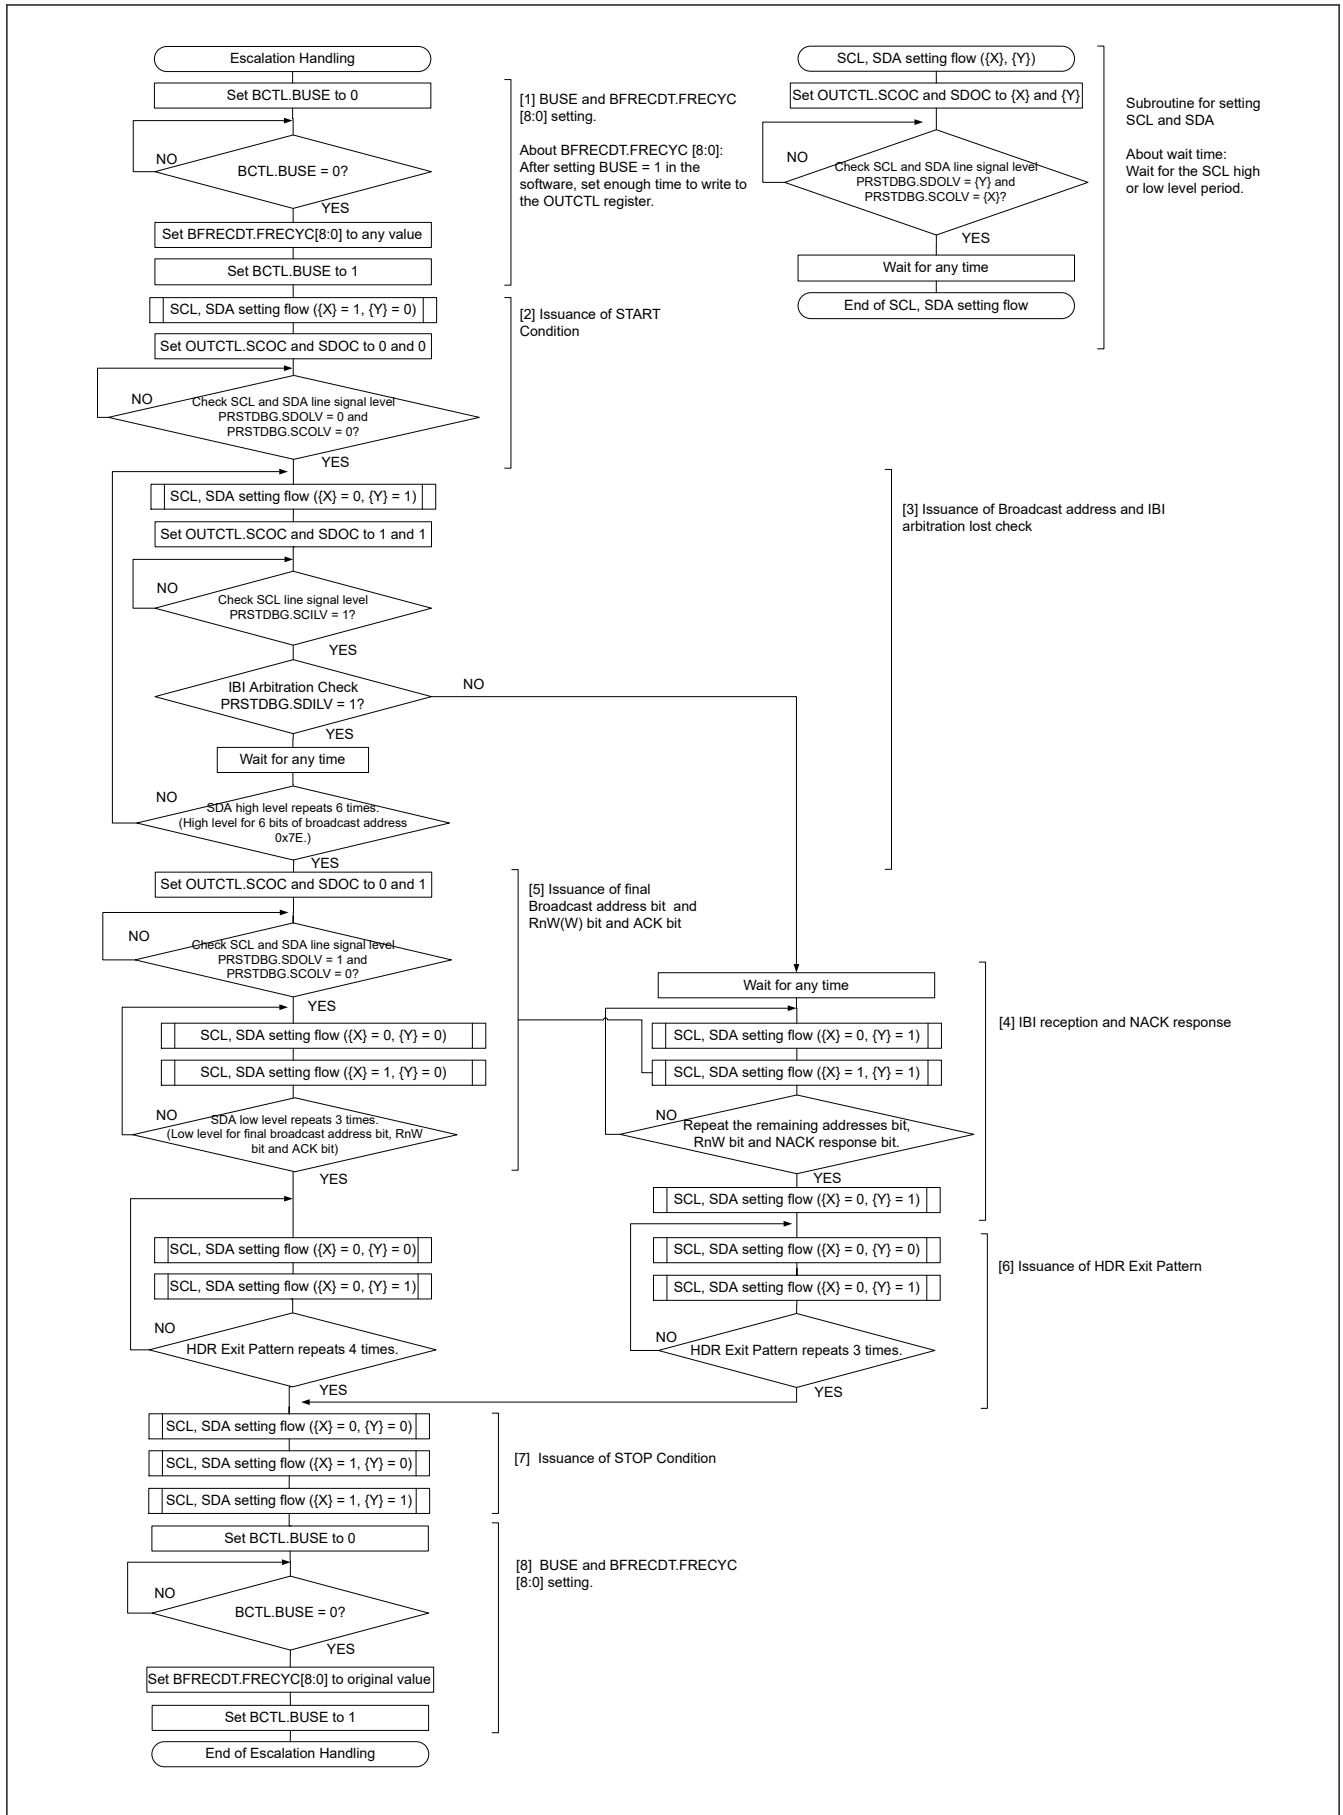 Escalation Handling
Set BCTL.BUSE to 0
NO
BCTL.BUSE = 0?
YES
Set BFRECDT.FRECYC[8:0] to any value
Set BCTL.BUSE to 1
[1] BUSE and BFRECDT.FRECYC
[8:0] setting.
About BFRECDT.FRECYC [8:0]:
After setting BUSE = 1 in the
software, set enough time to write to
the OUTCTL register.
SCL, SDA setting flow ({X}, {Y})
Set OUTCTL.SCOC and SDOC to {X} and {Y}
NO
Check SCL and SDA line signal level
PRSTDBG.SDOLV = {Y} and
PRSTDBG.SCOLV = {X}?
YES
Wait for any time
End of SCL, SDA setting flow
Subroutine for setting
SCL and SDA
About wait time:
Wait for the SCL high
or low level period.
SCL, SDA setting flow ({X} = 1, {Y} = 0)
Set OUTCTL.SCOC and SDOC to 0 and 0
NO
Check SCL and SDA line signal level
PRSTDBG.SDOLV = 0 and
PRSTDBG.SCOLV = 0?
YES
[2] Issuance of START
Condition
SCL, SDA setting flow ({X} = 0, {Y} = 1)
Set OUTCTL.SCOC and SDOC to 1 and 1
NO
Check SCL line signal level
PRSTDBG.SCILV = 1?
YES
IBI Arbitration Check
PRSTDBG.SDILV = 1?
NO
YES
Wait for any time
NO
SDA high level repeats 6 times.
(High level for 6 bits of broadcast address
0x7E.)
YES
[3] Issuance of Broadcast address and IBI
arbitration lost check
Set OUTCTL.SCOC and SDOC to 0 and 1
NO
Check SCL and SDA line signal level
PRSTDBG.SDOLV = 1 and
PRSTDBG.SCOLV = 0?
YES
SCL, SDA setting flow ({X} = 0, {Y} = 0)
SCL, SDA setting flow ({X} = 1, {Y} = 0)
NO
SDA low level repeats 3 times.
(Low level for final broadcast address bit, RnW
bit and ACK bit)
YES
[5] Issuance of final
Broadcast address bit and
RnW(W) bit and ACK bit
Wait for any time
SCL, SDA setting flow ({X} = 0, {Y} = 1)
SCL, SDA setting flow ({X} = 1, {Y} = 1)
NO
Repeat the remaining addresses bit,
RnW bit and NACK response bit.
YES
SCL, SDA setting flow ({X} = 0, {Y} = 1)
[4] IBI reception and NACK response
SCL, SDA setting flow ({X} = 0, {Y} = 0)
SCL, SDA setting flow ({X} = 0, {Y} = 1)
NO
HDR Exit Pattern repeats 4 times.
YES
SCL, SDA setting flow ({X} = 0, {Y} = 0)
SCL, SDA setting flow ({X} = 0, {Y} = 1)
NO
HDR Exit Pattern repeats 3 times.
YES
[6] Issuance of HDR Exit Pattern
SCL, SDA setting flow ({X} = 0, {Y} = 0)
SCL, SDA setting flow ({X} = 1, {Y} = 0)
SCL, SDA setting flow ({X} = 1, {Y} = 1)
[7] Issuance of STOP Condition
Set BCTL.BUSE to 0
NO
BCTL.BUSE = 0?
YES
Set BFRECDT.FRECYC[8:0] to original value
Set BCTL.BUSE to 1
End of Escalation Handling
[8] BUSE and BFRECDT.FRECYC
[8:0] setting.